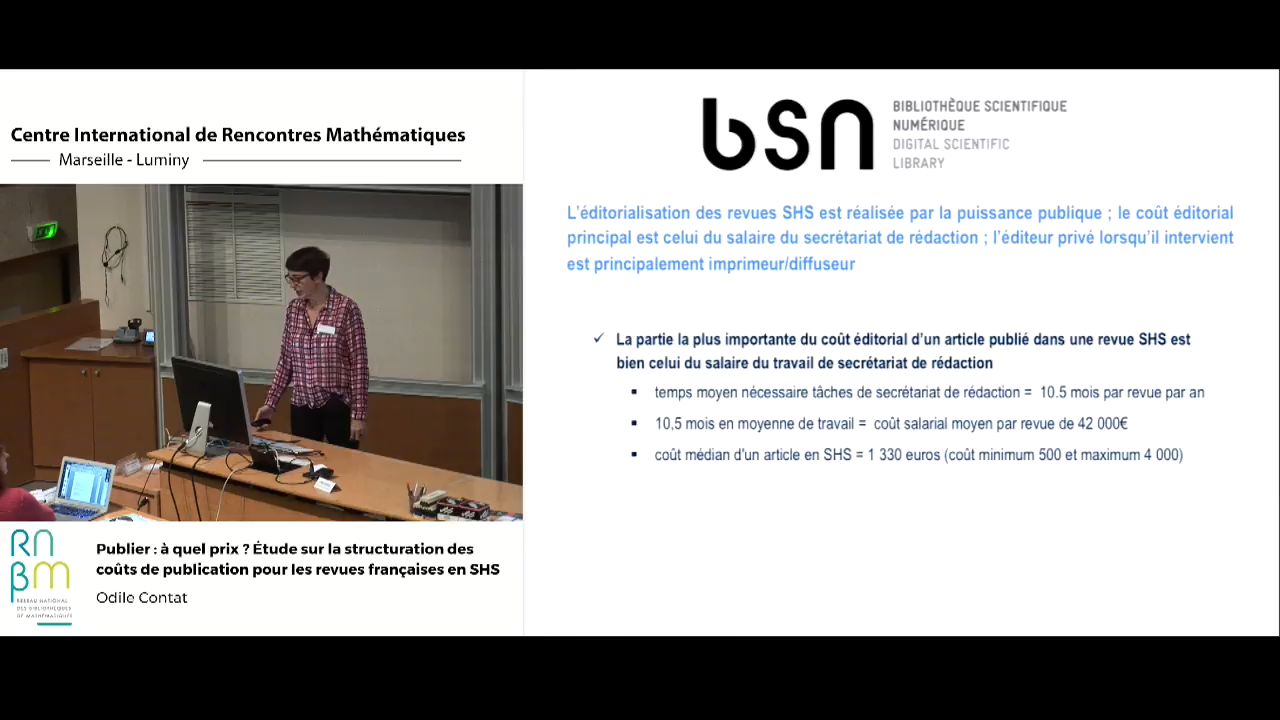 Centre International de Rencontres Mathématiques
Marseille - Luminy
bsn
BIBLIOTHÈQUE SCIENTIFIQUE
NUMÉRIQUE
DIGITAL SCIENTIFIC
LIBRARY
L'éditorialisation des revues SHS est réalisée par la puissance publique ; le coût éditorial
principal est celui du salaire du secrétariat de rédaction ; l'éditeur privé lorsqu'il intervient
est principalement imprimeur/diffuseur
✓ La partie la plus importante du coût éditorial d'un article publié dans une revue SHS est
bien celui du salaire du travail de secrétariat de rédaction
▪ temps moyen nécessaire tâches de secrétariat de rédaction = 10.5 mois par revue par an
▪ 10,5 mois en moyenne de travail = coût salarial moyen par revue de 42 000€
▪ coût médian d'un article en SHS = 1 330 euros (coût minimum 500 et maximum 4 000)
RNBM
RÉSEAU NATIONAL
DES BIBLIOTHÈQUES
DE MATHÉMATIQUES
Publier : à quel prix ? Étude sur la structuration des
coûts de publication pour les revues françaises en SHS
Odile Contat